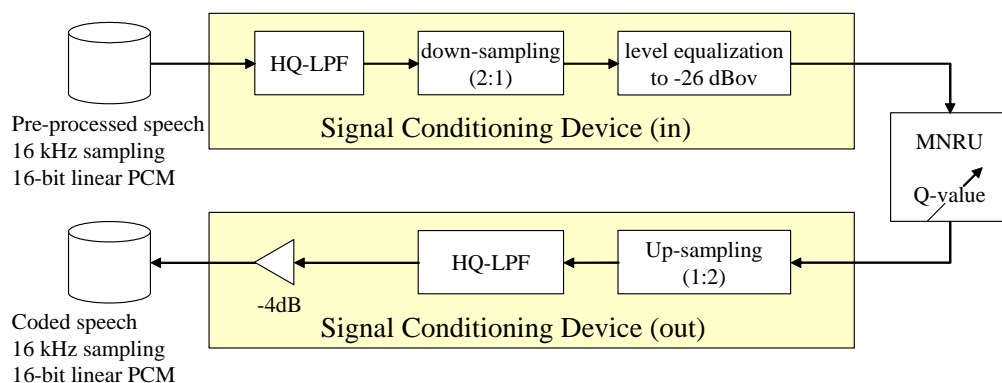 HQ-LPF
down-sampling
(2:1)
level equalization
to -26 dBov
Signal Conditioning Device (in)
Pre-processed speech
16 kHz sampling
16-bit linear PCM
MNRU
Q-value
Up-sampling
(1:2)
HQ-LPF
-4dB
Signal Conditioning Device (out)
Coded speech
16 kHz sampling
16-bit linear PCM